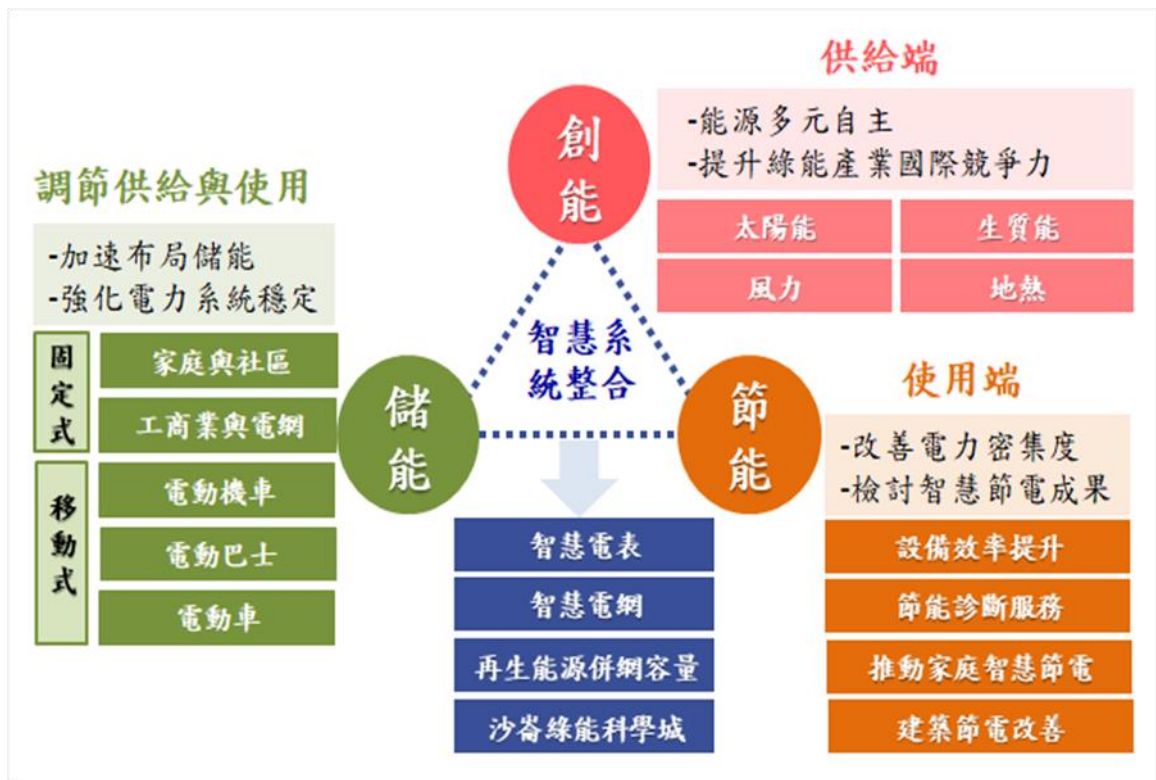 供給端
創能
-能源多元自主
-提升綠能產業國際競爭力
太陽能
生質能
風力
地熱
調節供給與使用
-加速布局儲能
-強化電力系統穩定
固定式
家庭與社區
工商業與電網
移動式
電動機車
電動巴士
電動車
儲能
智慧系
統整合
智慧電表
智慧電網
再生能源併網容量
沙崙綠能科學城
節能
使用端
-改善電力密集度
-檢討智慧節電成果
設備效率提升
節能診斷服務
推動家庭智慧節電
建築節電改善